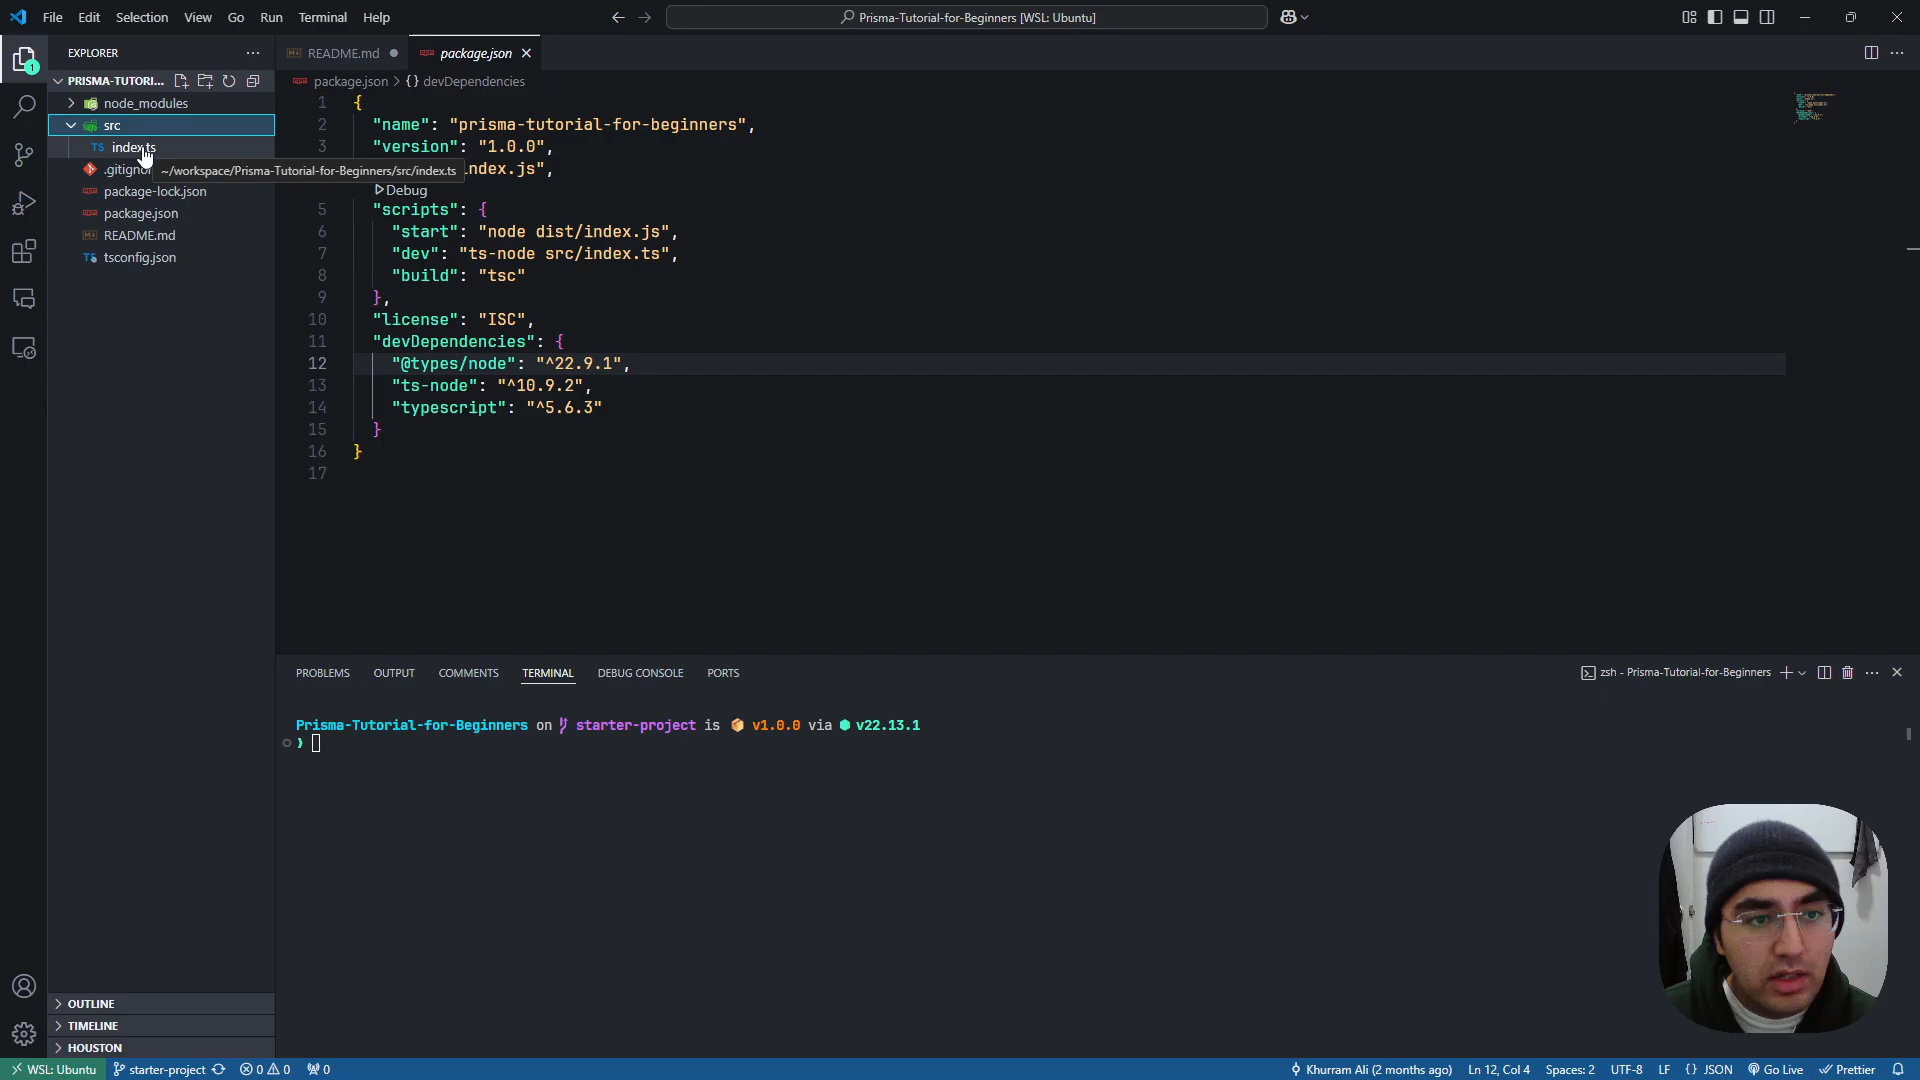 File Edit Selection View Go Run Terminal Help
Prisma-Tutorial-for-Beginners [WSL: Ubuntu]
EXPLORER
1
PRISMA-TUTORI...
node_modules
src
TS index.ts
~/workspace/Prisma-Tutorial-for-Beginners/src/index.ts
package-lock.json
package.json
README.md
tsconfig.json
OUTLINE
TIMELINE
HOUSTON
README.md
package.json
package.json > {} devDependencies
1 {
2 "name": "prisma-tutorial-for-beginners",
3 "version": "1.0.0",
ndex.js",
Debug
5 "scripts": {
6 "start": "node dist/index.js",
7 "dev": "ts-node src/index.ts",
8 "build": "tsc"
9 },
10 "license": "ISC",
11 "devDependencies": {
12 "@types/node": "^22.9.1",
13 "ts-node": "^10.9.2",
14 "typescript": "^5.6.3"
15 }
16 }
17
PROBLEMS OUTPUT COMMENTS TERMINAL DEBUG CONSOLE PORTS
zsh - Prisma-Tutorial-for-Beginners
Prisma-Tutorial-for-Beginners on starter-project is v1.0.0 via v22.13.1
WSL: Ubuntu starter-project 0 0 0
Khurram Ali (2 months ago) Ln 12, Col 4 Spaces: 2 UTF-8 LF {} JSON Go Live Prettier